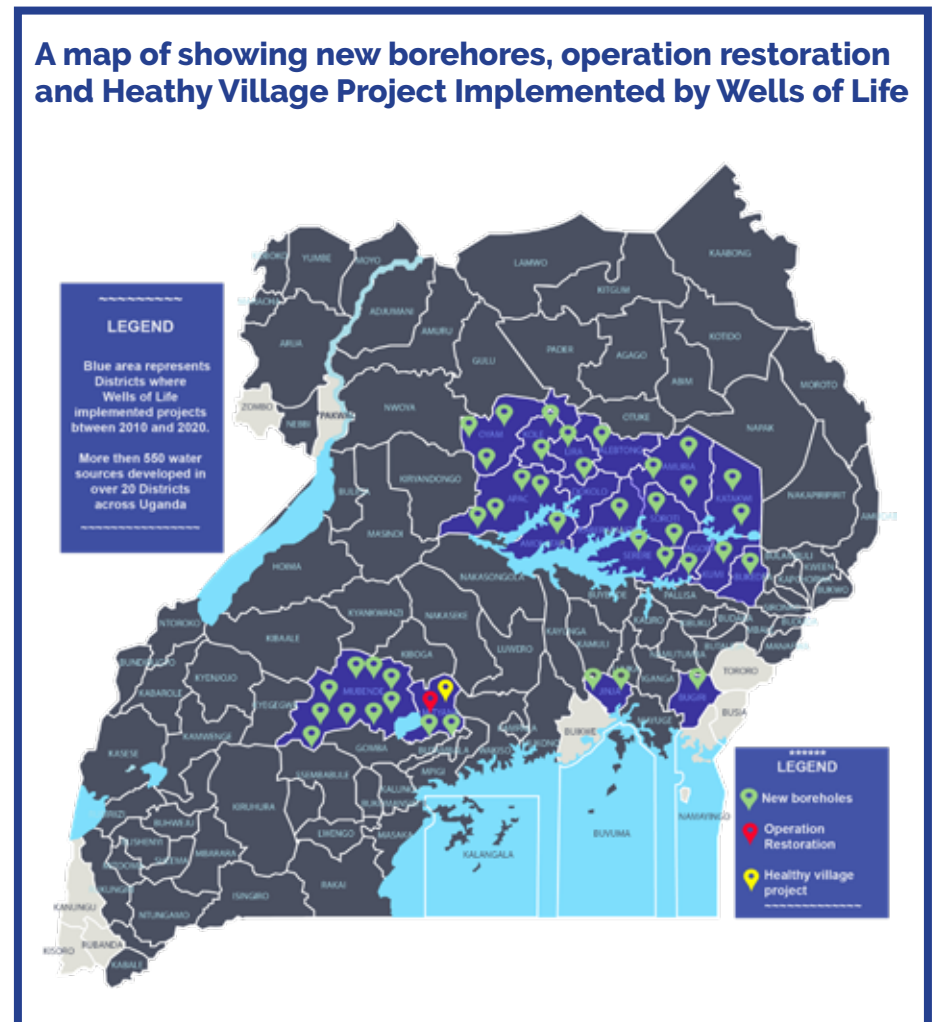 A map of showing new borehores, operation restoration
and Heathy Village Project Implemented by Wells of Life
KAABONG
YUMBE
MOYO
LAMWO
KITGUM
ADJUMANI
AMURU
KOTIDO
ARUA
PADER
AGAGO
GULU
ABIM
MOROTO
ZOMBO
PAKWA
NWOYA
NEBBI
OTUKE
NAPAK
OYAM
KOLE
LIRA
ALEBTONG
AMURIA
KATAKWI
KIRYANDONGO
APAC
NAKAPIRIPIRIT
SOROTI
MASINDI
SERERE
KUMI
HOIMA
NAKASONGOLA
PALLISA
NTOROKO
KYANKWANZI
NAKASEKE
KIBAALE
KIBOGA
LUWERO
KAYUNGA
KAMULI
KYENJOJO
MUBENDE
KABAROLE
IGANGA
TORORO
JINJA
BUGIRI
KAMWENGE
BUIKWE
BUSIA
KASESE
GOMBA
MPIGI
SSEMBABULE
KIRUHURA
BUHWEJU
LWENGO
MASAKA
MBARARA
KALANGALA
BUVUMA
NAMAYINGO
RAKAI
ISINGIRO
KANUNGU
NTUNGAMO
KISORO
RUBANDA
KABALE
LEGEND
Blue area represents
Districts where
Wells of Life
implemented projects
btween 2010 and 2020.
More then 550 water
sources developed in
over 20 Districts
across Uganda
******
LEGEND
New boreholes
Operation
Restoration
Healthy village
project